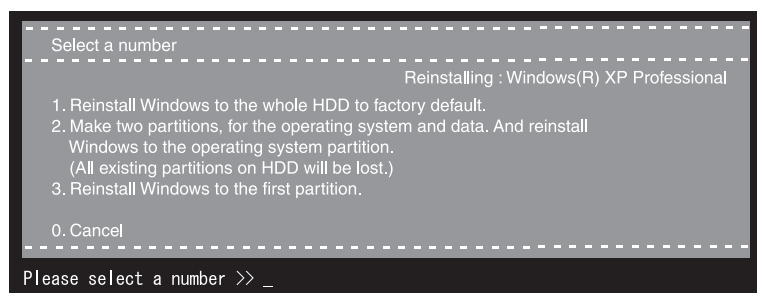 Select a number
Reinstalling : Windows(R) XP Professional
1. Reinstall Windows to the whole HDD to factory default.
2. Make two partitions, for the operating system and data. And reinstall
Windows to the operating system partition.
(All existing partitions on HDD will be lost.)
3. Reinstall Windows to the first partition.
0. Cancel
Please select a number >> _